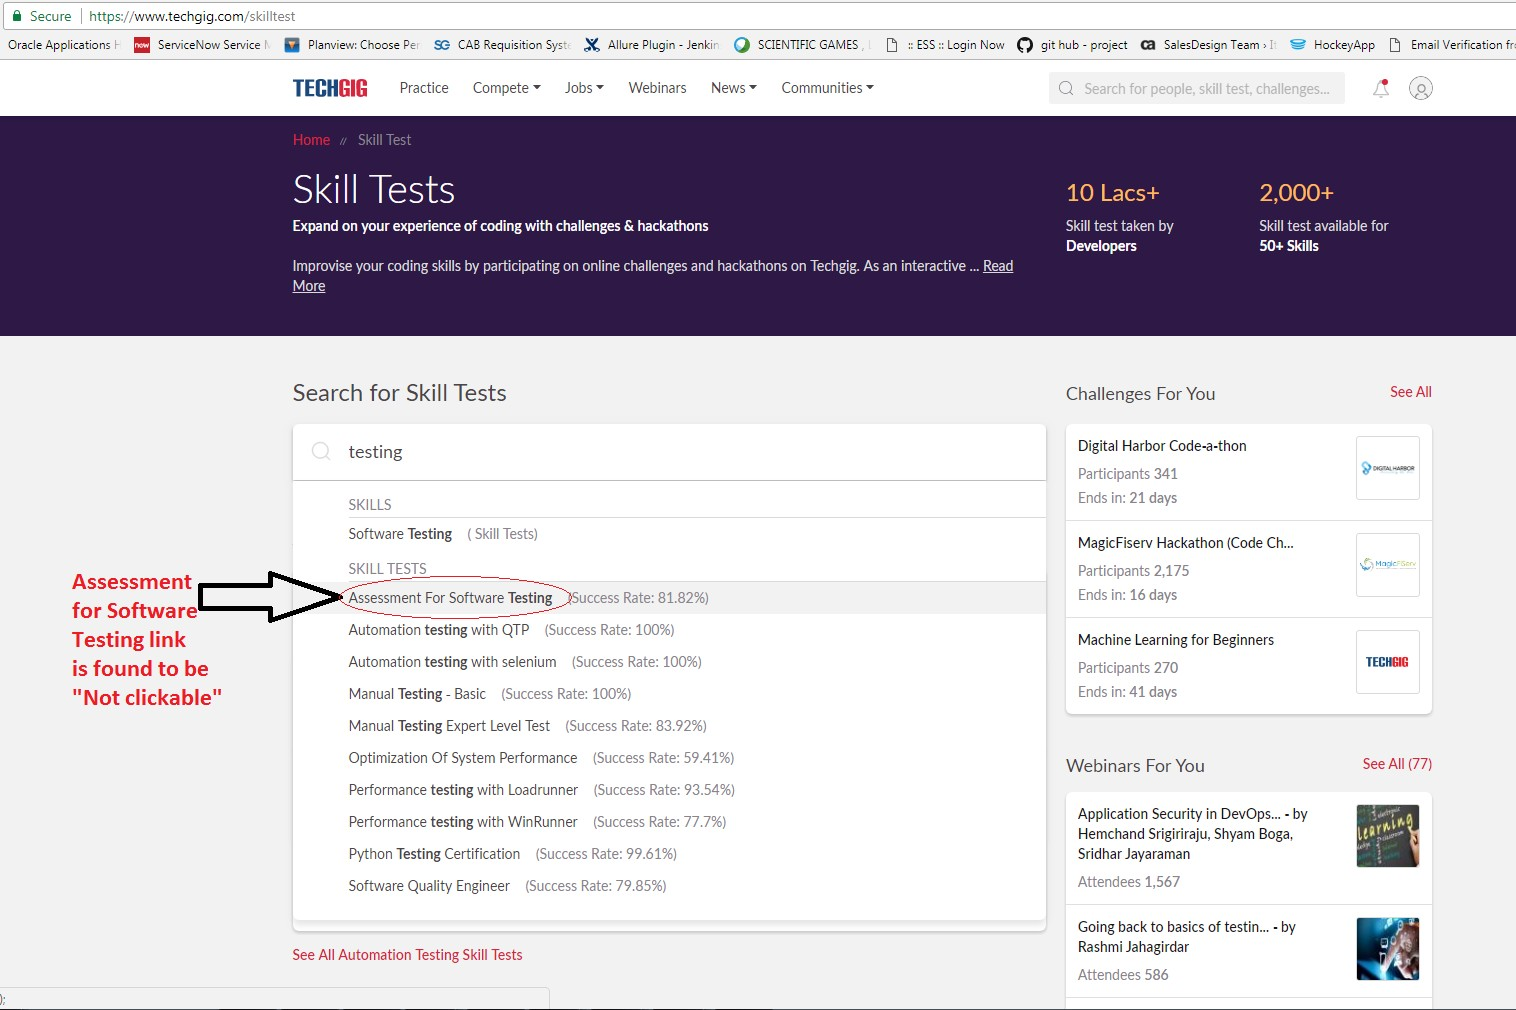 Secure https://www.techgig.com/skilltest
Oracle Applications ServiceNow Service Planview: Choose Per CAB Requisition Syste Allure Plugin - Jenkin SCIENTIFIC GAMES , :: ESS :: Login Now git hub - project SalesDesign Team › It HockeyApp Email Verification fro
TECHGIG Practice Compete Jobs Webinars News Communities Search for people, skill test, challenges...
Home // Skill Test
Skill Tests
Expand on your experience of coding with challenges & hackathons
Improvise your coding skills by participating on online challenges and hackathons on Techgig. As an interactive ... Read
More
10 Lacs+
Skill test taken by
Developers
2,000+
Skill test available for
50+ Skills
Search for Skill Tests
testing
SKILLS
Software Testing ( Skill Tests)
SKILL TESTS
Assessment For Software Testing (Success Rate: 81.82%)
Automation testing with QTP (Success Rate: 100%)
Automation testing with selenium (Success Rate: 100%)
Manual Testing - Basic (Success Rate: 100%)
Manual Testing Expert Level Test (Success Rate: 83.92%)
Optimization Of System Performance (Success Rate: 59.41%)
Performance testing with Loadrunner (Success Rate: 93.54%)
Performance testing with WinRunner (Success Rate: 77.7%)
Python Testing Certification (Success Rate: 99.61%)
Software Quality Engineer (Success Rate: 79.85%)
See All Automation Testing Skill Tests
Assessment
for Software
Testing link
is found to be
"Not clickable"
Challenges For You See All
Digital Harbor Code-a-thon
Participants 341
Ends in: 21 days
DIGITAL HARBOR
MagicFiserv Hackathon (Code Ch...
Participants 2,175
Ends in: 16 days
Machine Learning for Beginners
Participants 270
Ends in: 41 days
TECHGIG
Webinars For You See All (77)
Application Security in DevOps... - by
Hemchand Srigiriraju, Shyam Boga,
Sridhar Jayaraman
Attendees 1,567
learning
Going back to basics of testin... - by
Rashmi Jahagirdar
Attendees 586
);